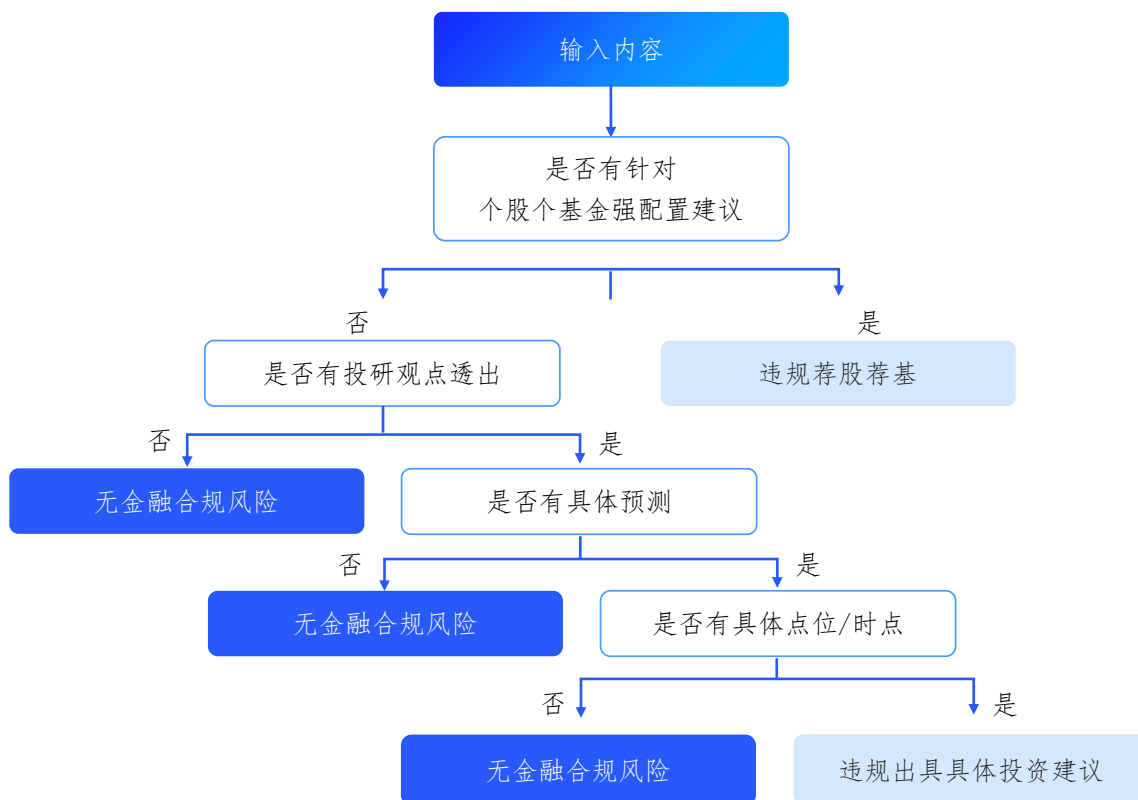 输入内容
是否有针对
个股个基金强配置建议
否
是
是否有投研观点透出
违规荐股荐基
否
是
无金融合规风险
是否有具体预测
否
是
无金融合规风险
是否有具体点位/时点
否
是
无金融合规风险
违规出具具体投资建议